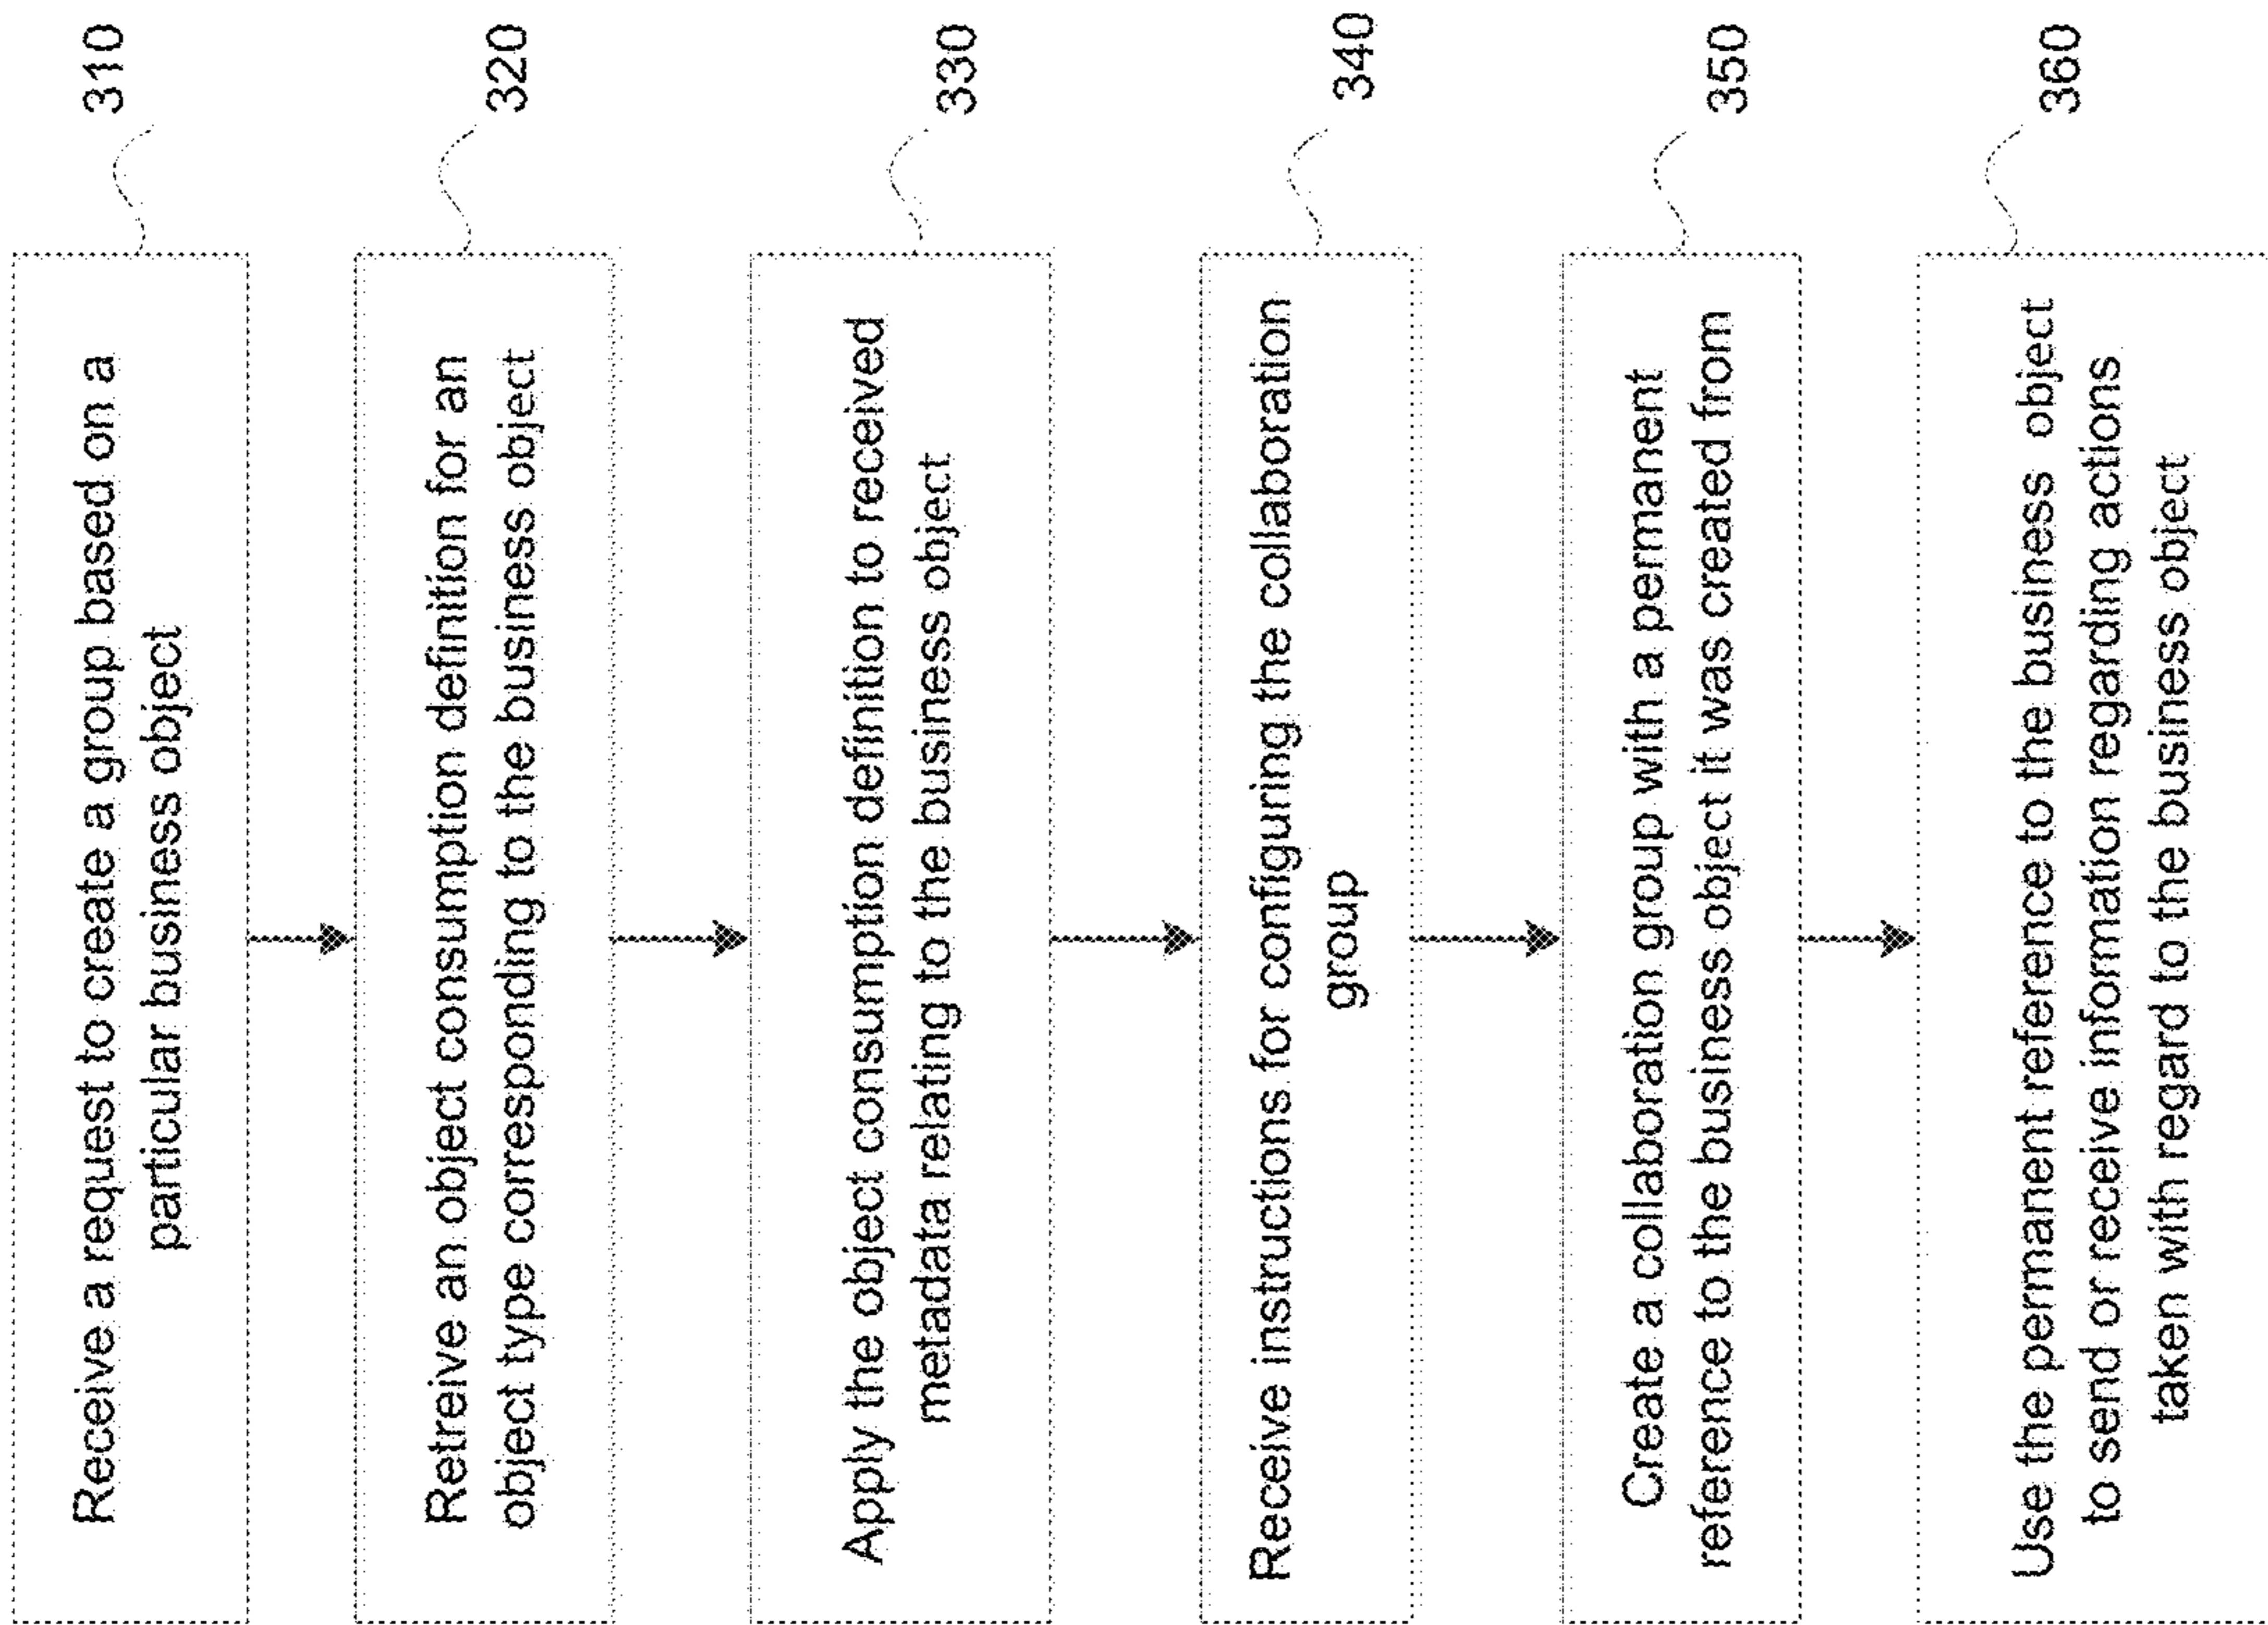 Receive a request to create a group based on a
particular business object
310
Retreive an object consumption definition for an
object type corresponding to the business object
320
Apply the object consumption definition to received
metadata relating to the business object
330
Receive instructions for configuring the collaboration
group
340
Create a collaboration group with a permanent
reference to the business object it was created from
350
Use the permanent reference to the business object
to send or receive information regarding actions
taken with regard to the business object
360